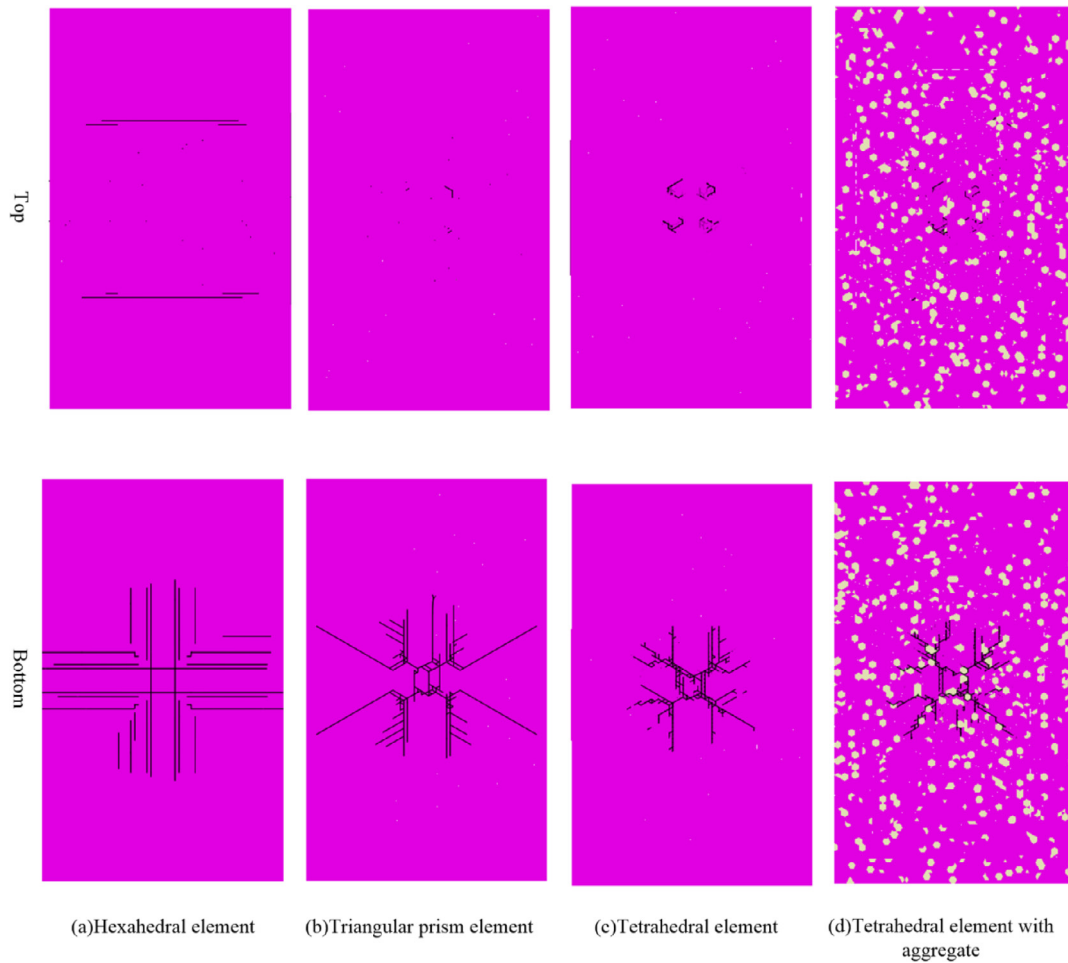 Top
Bottom
(a)Hexahedral element
(b)Triangular prism element
(c)Tetrahedral element
(d)Tetrahedral element with
aggregate